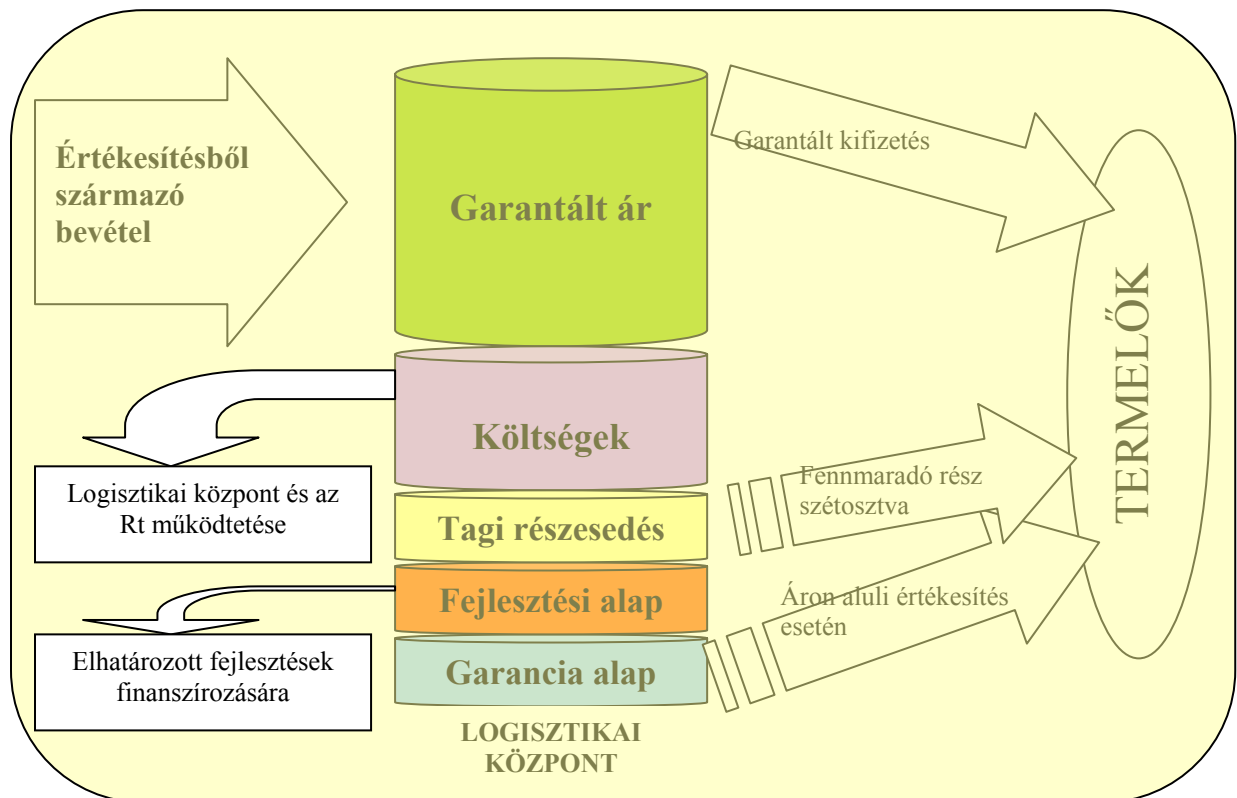 Értékesítésből
származó
bevétel
Garantált ár
Garantált kifizetés
TERMELŐK
Költségek
Logisztikai központ és az
Rt működtetése
Fennmaradó rész
szétosztva
Tagi részesedés
Fejlesztési alap
Áron aluli értékesítés
esetén
Elhatározott fejlesztések
finanszírozására
Garancia alap
LOGISZTIKAI
KÖZPONT